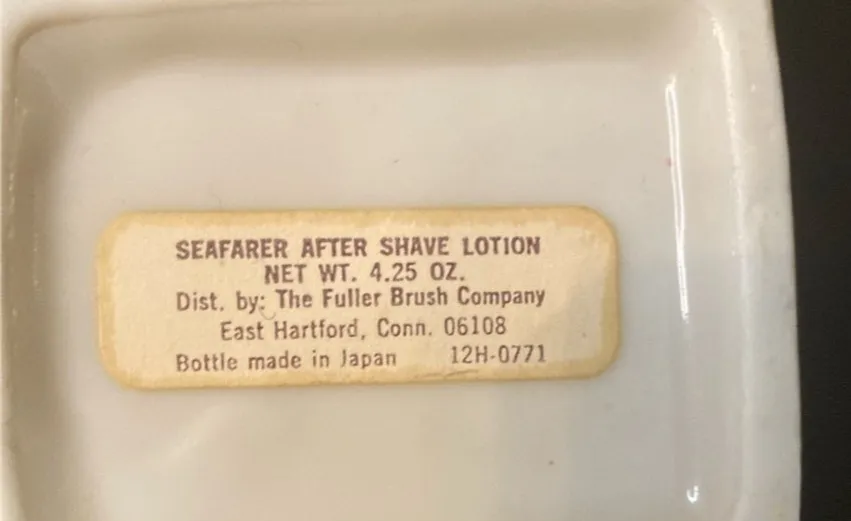 SEAFARER AFTER SHAVE LOTION
NET WT. 4.25 OZ.
Dist. by: The Fuller Brush Company
East Hartford, Conn. 06108
Bottle made in Japan 12H-0771